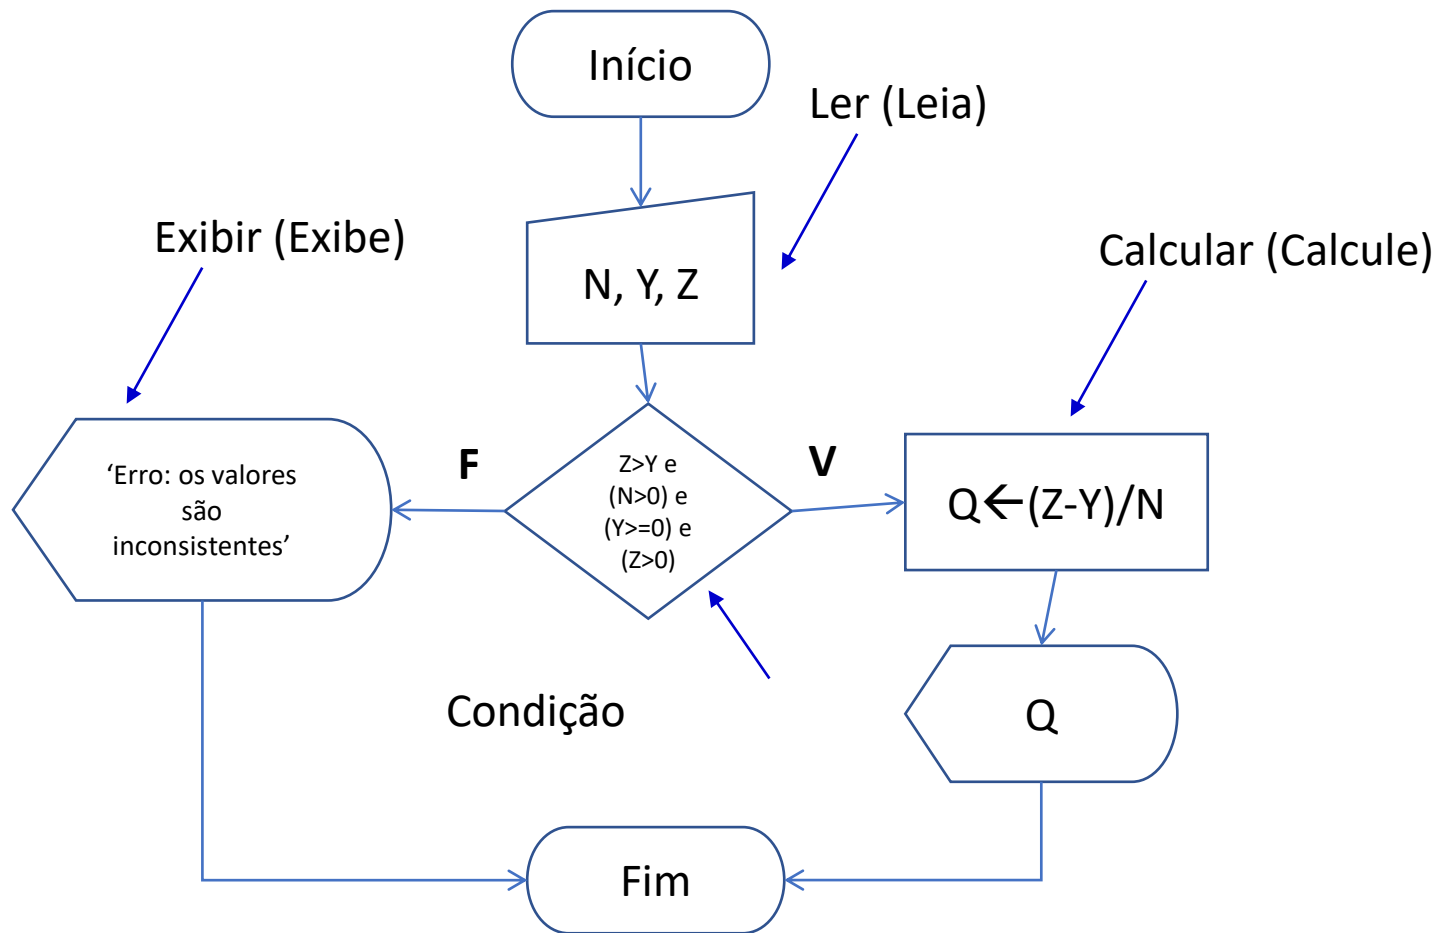 Início
Ler (Leia)
Exibir (Exibe)
N, Y, Z
Calcular (Calcule)
F
V
‘Erro: os valores
são
inconsistentes’
Z>Y e
(N>0) e
(Y>=0) e
(Z>0)
Q←(Z-Y)/N
Condição
Q
Fim